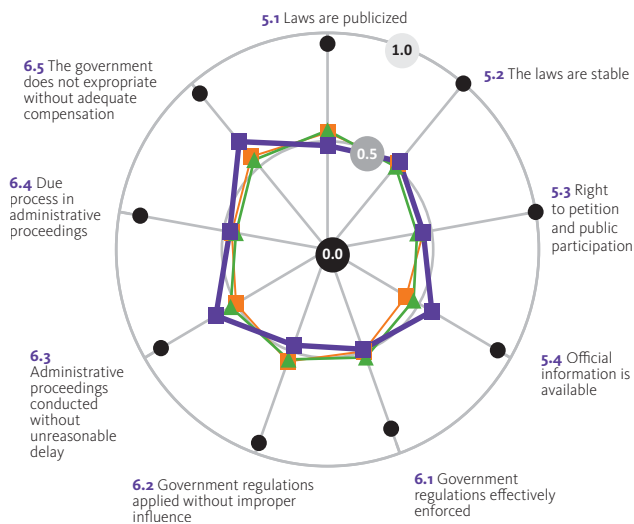 5.1 Laws are publicized
1.0
5.2 The laws are stable
6.5 The government
does not expropriate
without adequate
compensation
0.5
5.3 Right
to petition
and public
participation
6.4 Due
process in
administrative
proceedings
0.0
5.4 Official
information is
available
6.3
Administrative
proceedings
conducted
without
unreasonable
delay
6.2 Government regulations
applied without improper
influence
6.1 Government
regulations effectively
enforced